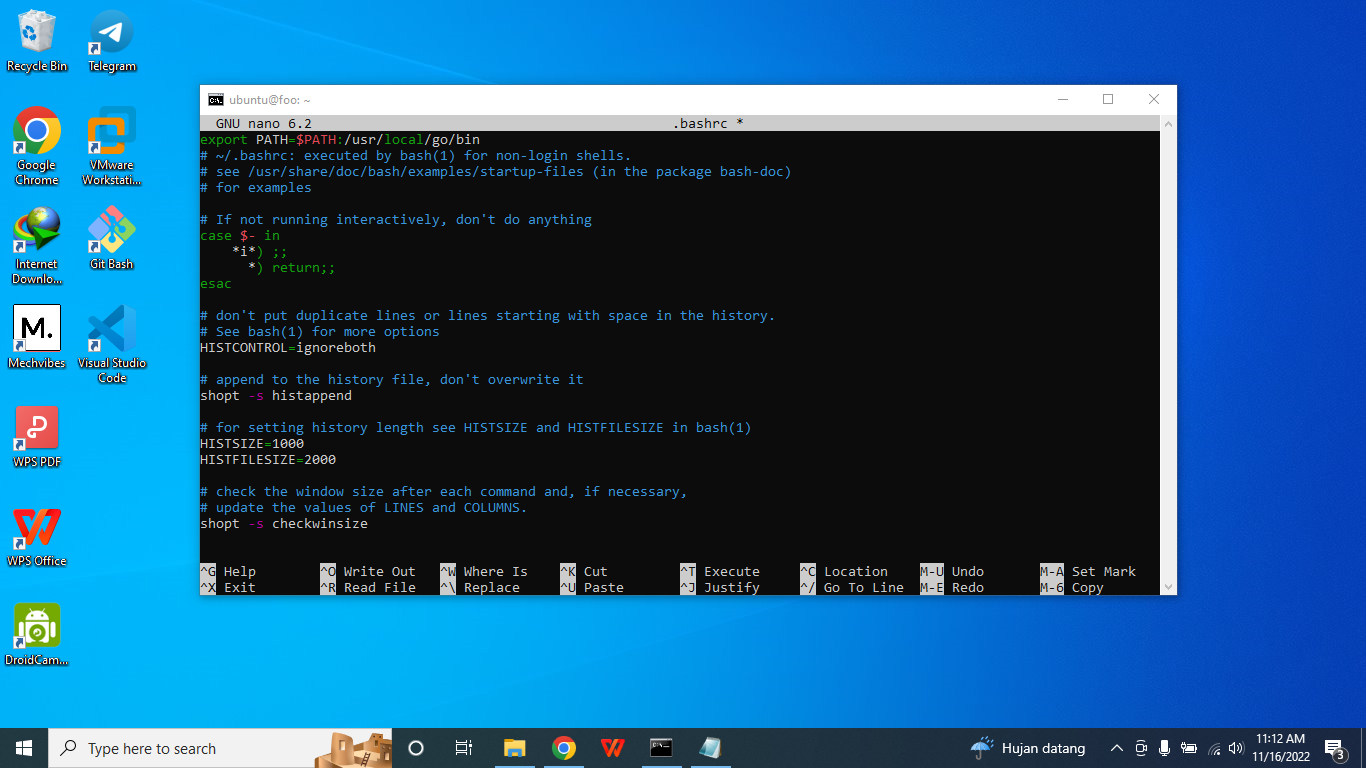 Recycle Bin
Telegram
Google Chrome
VMware Workstati...
Internet Downlo...
Git Bash
M.
Mechvibes
Visual Studio Code
WPS PDF
WPS Office
DroidCam...
C:\.
ubuntu@foo: ~
GNU nano 6.2 .bashrc *
export PATH=$PATH:/usr/local/go/bin
# ~/.bashrc: executed by bash(1) for non-login shells.
# see /usr/share/doc/bash/examples/startup-files (in the package bash-doc)
# for examples
# If not running interactively, don't do anything
case $- in
*i*) ;;
*) return;;
esac
# don't put duplicate lines or lines starting with space in the history.
# See bash(1) for more options
HISTCONTROL=ignoreboth
# append to the history file, don't overwrite it
shopt -s histappend
# for setting history length see HISTSIZE and HISTFILESIZE in bash(1)
HISTSIZE=1000
HISTFILESIZE=2000
# check the window size after each command and, if necessary,
# update the values of LINES and COLUMNS.
shopt -s checkwinsize
^G Help ^O Write Out ^W Where Is ^K Cut ^T Execute ^C Location M-U Undo M-A Set Mark
^X Exit ^R Read File ^\ Replace ^U Paste ^J Justify ^/ Go To Line M-E Redo M-6 Copy
Type here to search
Hujan datang
11:12 AM
11/16/2022
3